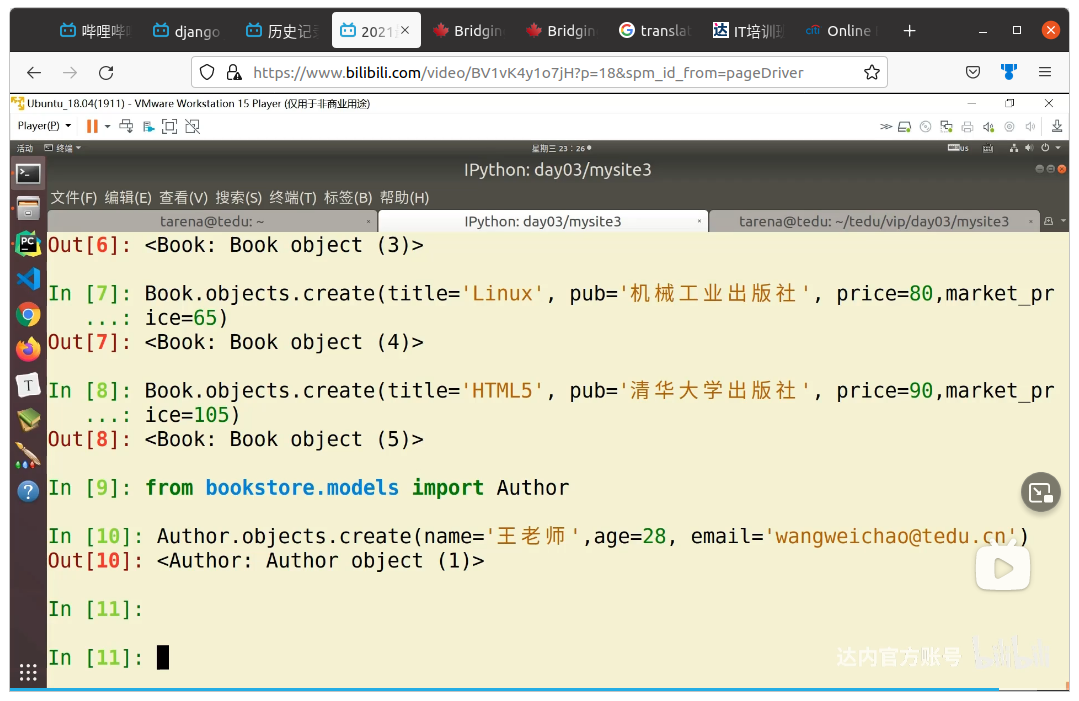 哔哩哔哩 django 历史记录 2021 Bridging Bridging translat IT培训班 Online
https://www.bilibili.com/video/BV1vK4y1o7jH?p=18&spm_id_from=pageDriver
Ubuntu_18.04(1911) - VMware Workstation 15 Player (仅用于非商业用途)
Player(P)
活动 终端 星期三 23：26 us
IPython: day03/mysite3
文件(F) 编辑(E) 查看(V) 搜索(S) 终端(T) 标签(B) 帮助(H)
tarena@tedu: ~ IPython: day03/mysite3 tarena@tedu: ~/tedu/vip/day03/mysite3
Out[6]: <Book: Book object (3)>
In [7]: Book.objects.create(title='Linux', pub='机械工业出版社', price=80,market_pr
...: ice=65)
Out[7]: <Book: Book object (4)>
In [8]: Book.objects.create(title='HTML5', pub='清华大学出版社', price=90,market_pr
...: ice=105)
Out[8]: <Book: Book object (5)>
In [9]: from bookstore.models import Author
In [10]: Author.objects.create(name='王老师',age=28, email='wangweichao@tedu.cn')
Out[10]: <Author: Author object (1)>
In [11]:
In [11]:
达内官方账号